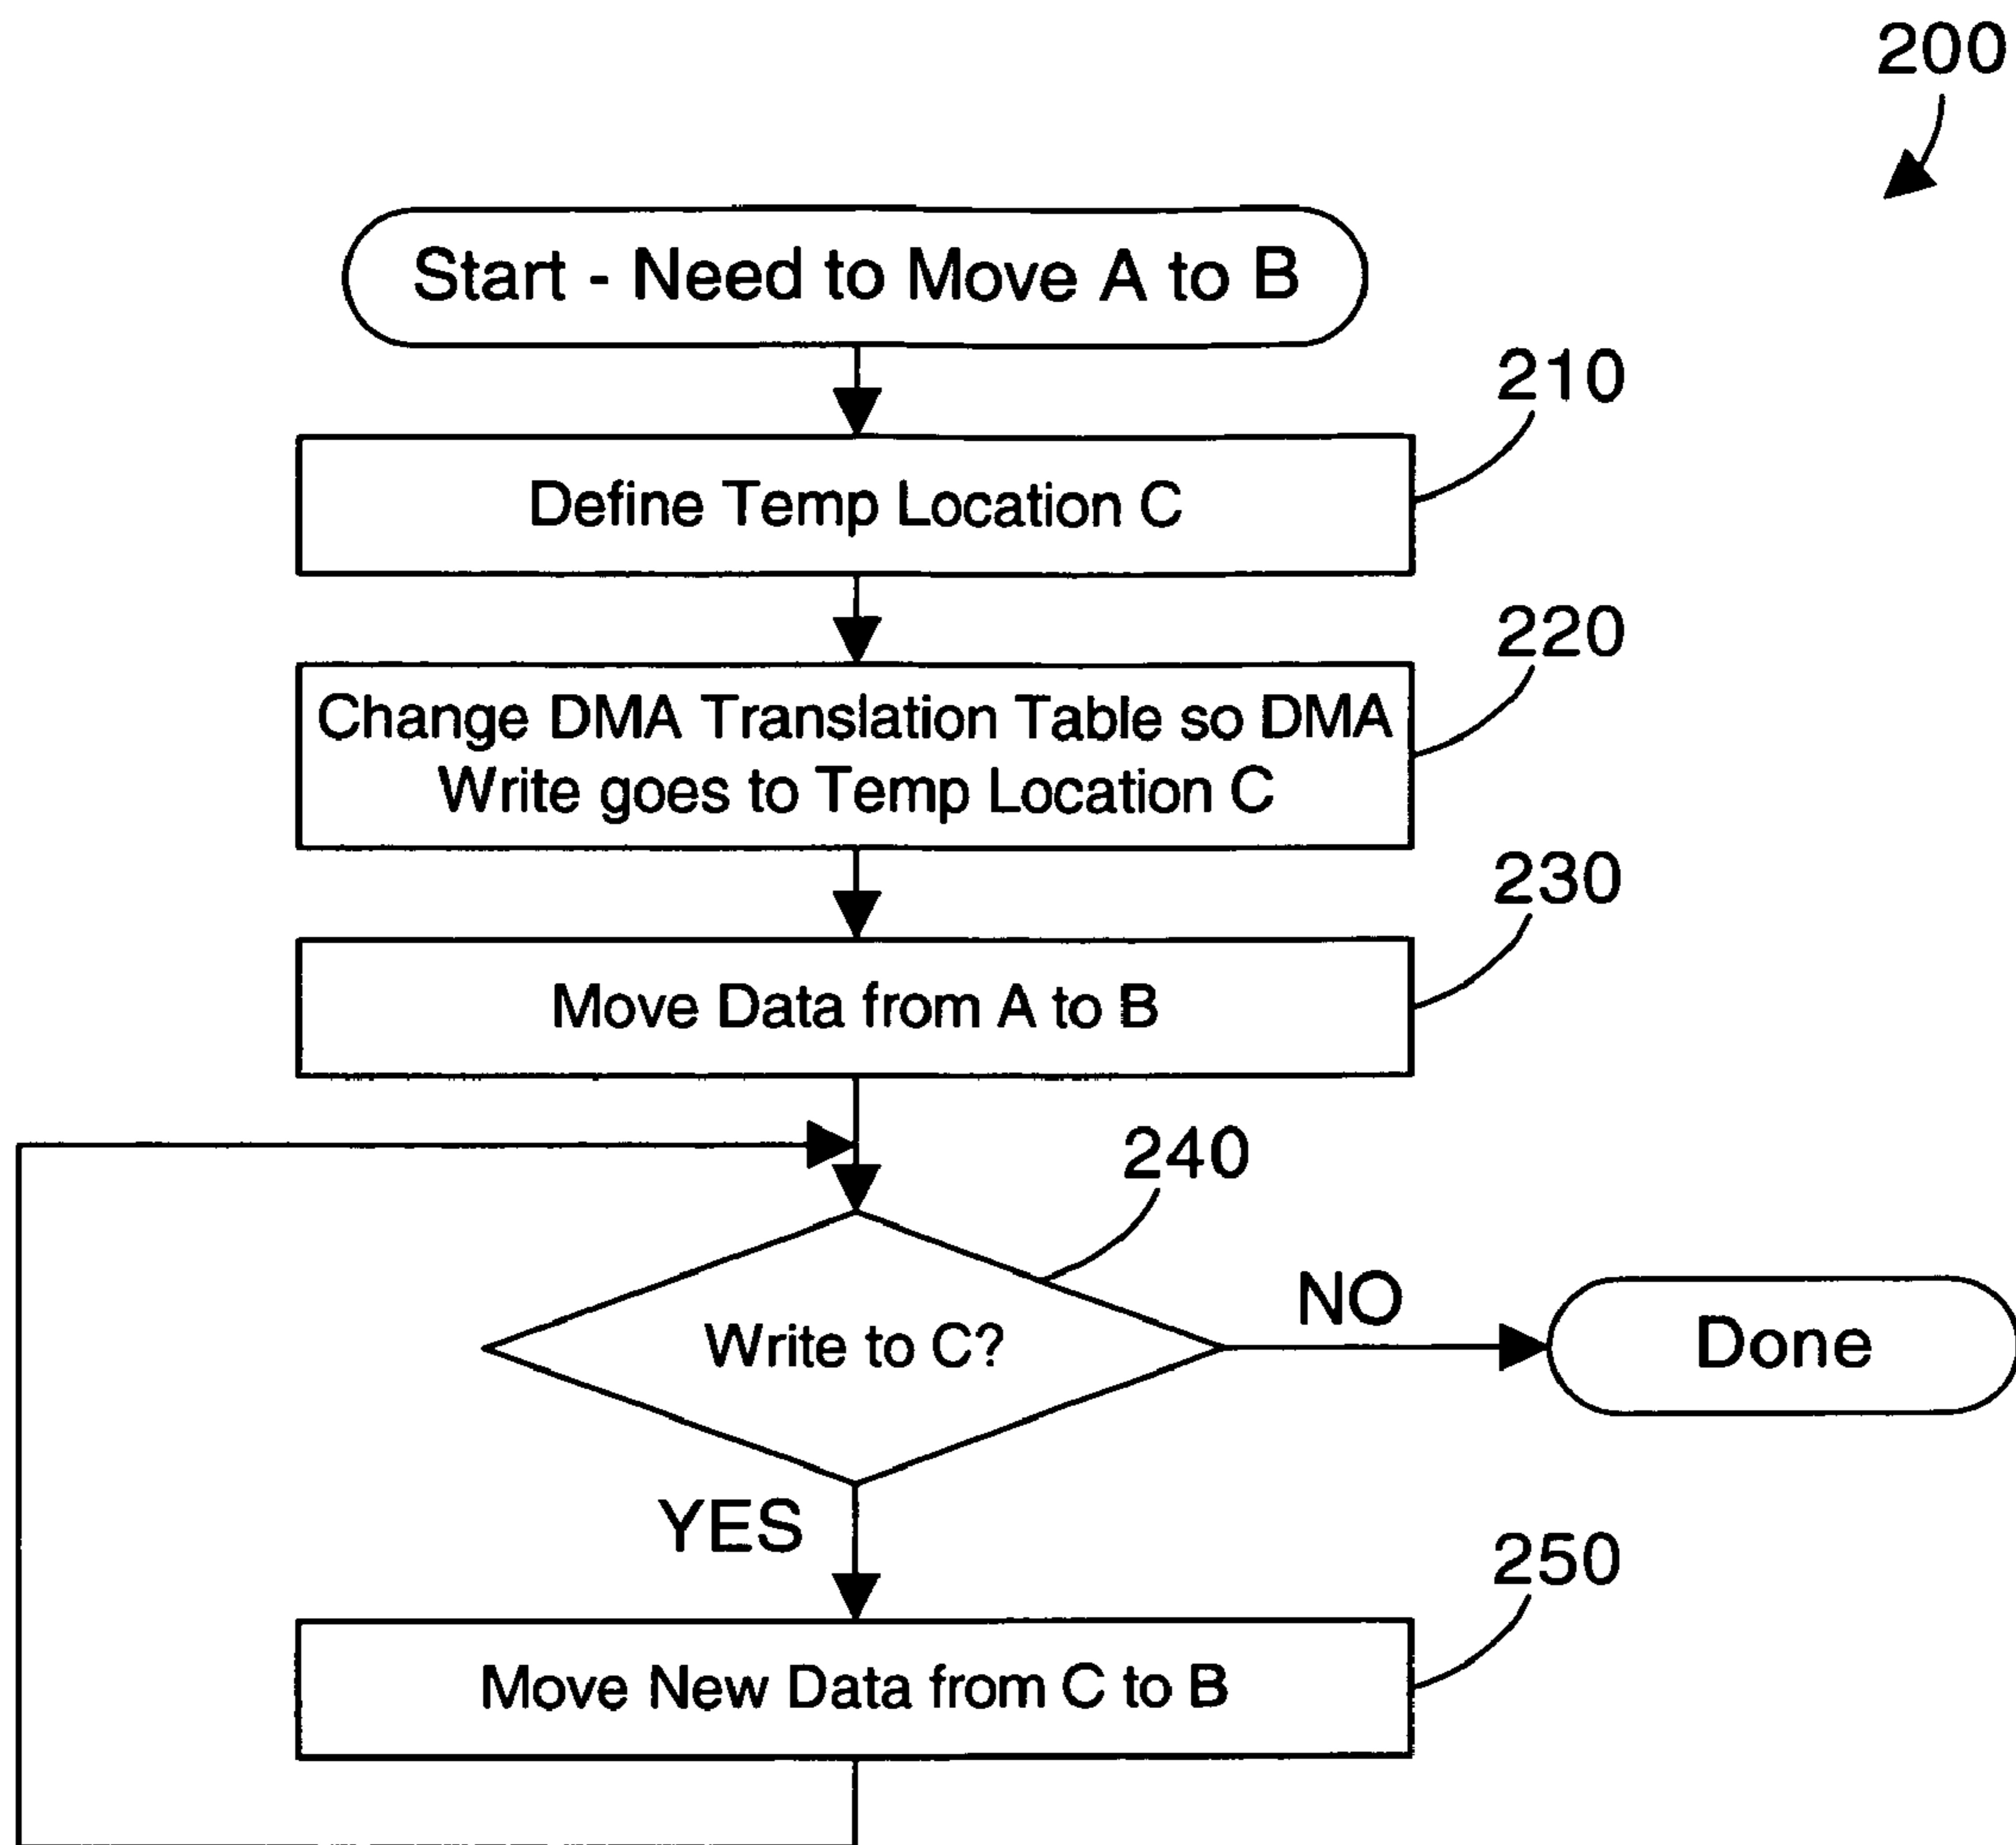 200
Start - Need to Move A to B
210
Define Temp Location C
220
Change DMA Translation Table so DMA
Write goes to Temp Location C
230
Move Data from A to B
240
Write to C?
NO
Done
YES
250
Move New Data from C to B